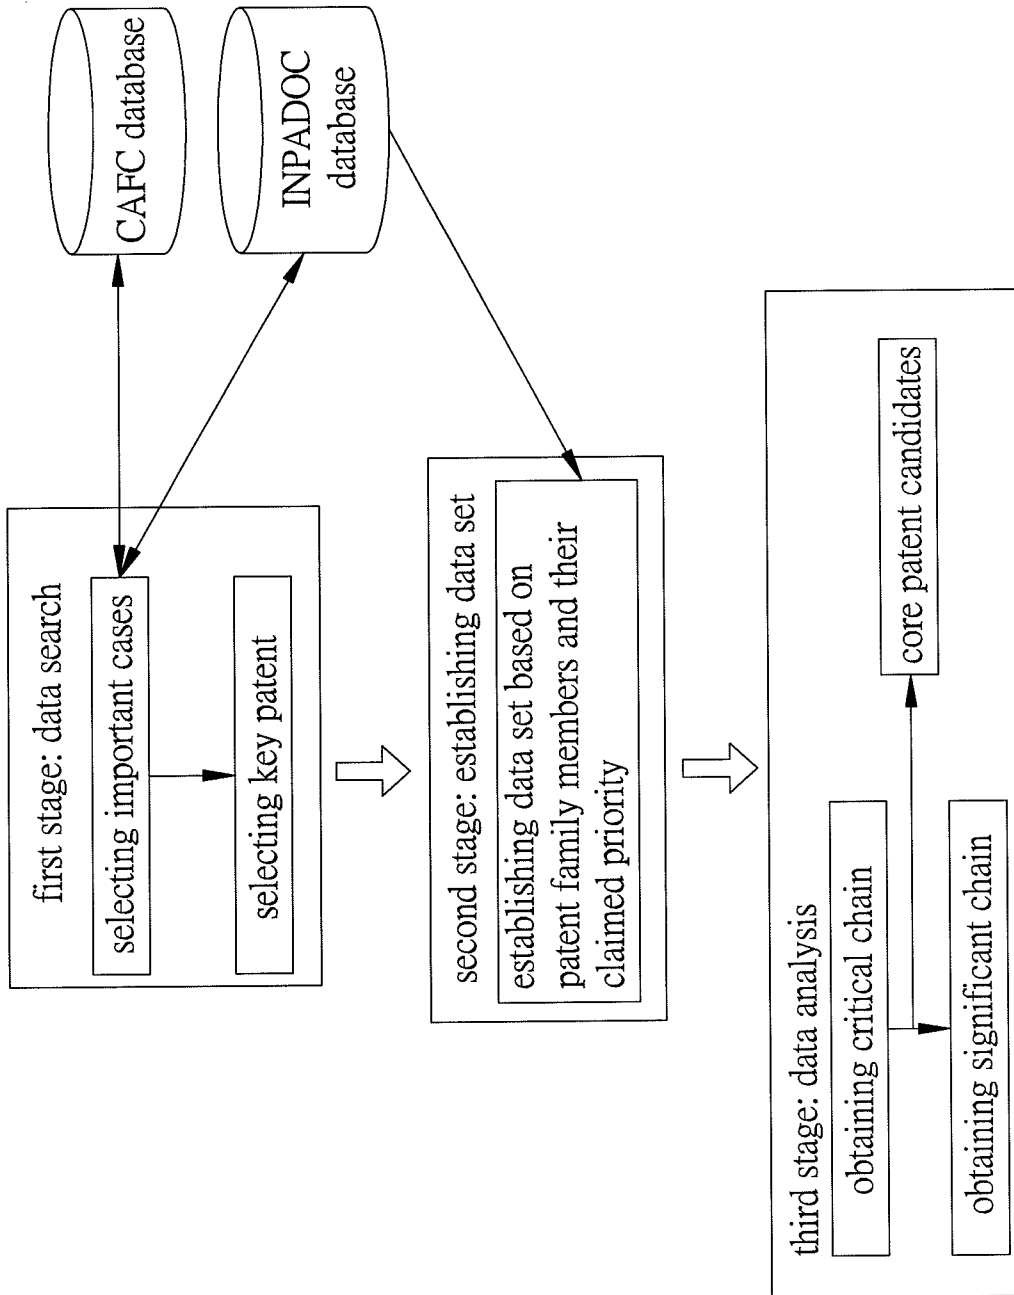 first stage: data search
selecting important cases
selecting key patent
CAFC database
INPADOC
database
second stage: establishing data set
establishing data set based on
patent family members and their
claimed priority
third stage: data analysis
obtaining critical chain
obtaining significant chain
core patent candidates